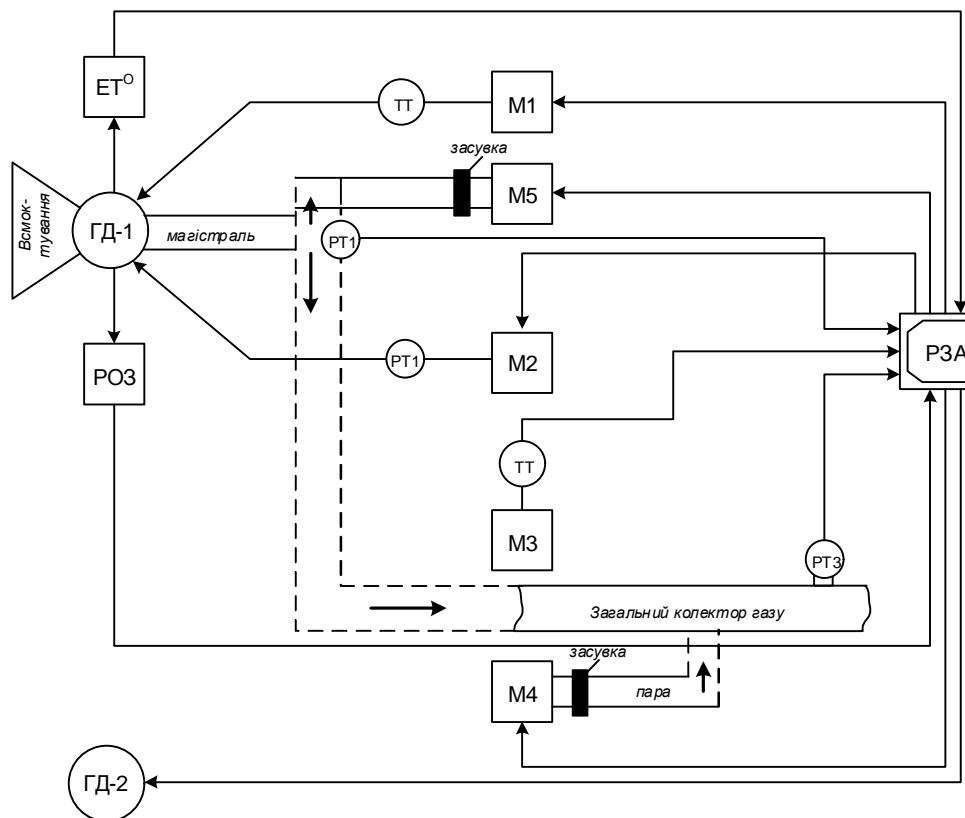 ЕТО
ТТ
М1
засувка
М5
Всмок-
тування
ГД-1
магістраль
РТ1
РОЗ
РТ1
М2
РЗА
ТТ
М3
РТ3
Загальний колектор газу
засувка
М4
пара
ГД-2